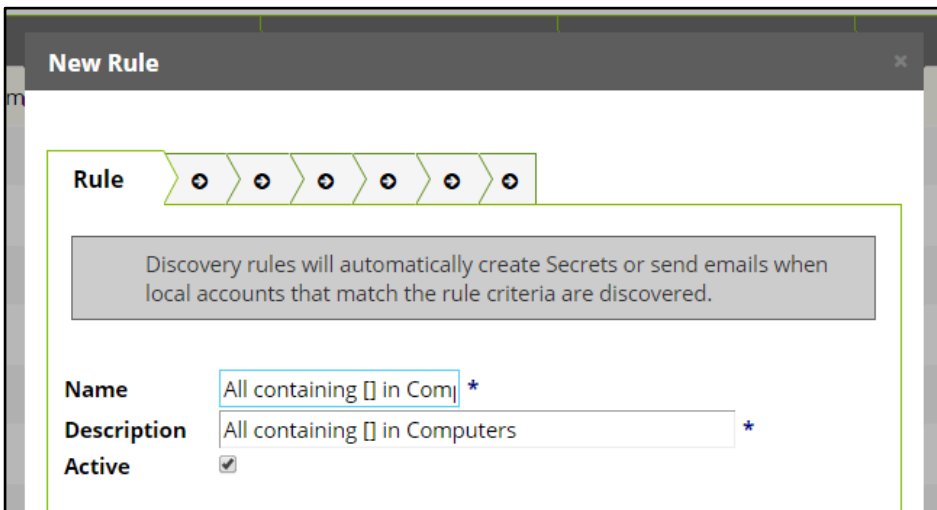 New Rule
×
m
Rule
Discovery rules will automatically create Secrets or send emails when
local accounts that match the rule criteria are discovered.
Name All containing [] in Com *
Description All containing [] in Computers *
Active